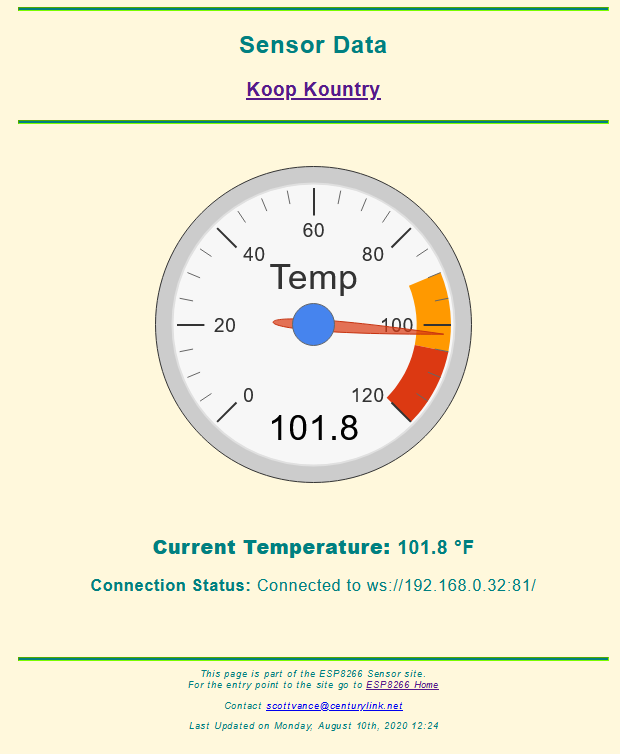 Sensor Data
Koop Kountry
60
40
80
Temp
20
100
0
120
101.8
Current Temperature: 101.8 °F
Connection Status: Connected to ws://192.168.0.32:81/
This page is part of the ESP8266 Sensor site.
For the entry point to the site go to ESP8266 Home
Contact scottvance@centurylink.net
Last Updated on Monday, August 10th, 2020 12:24